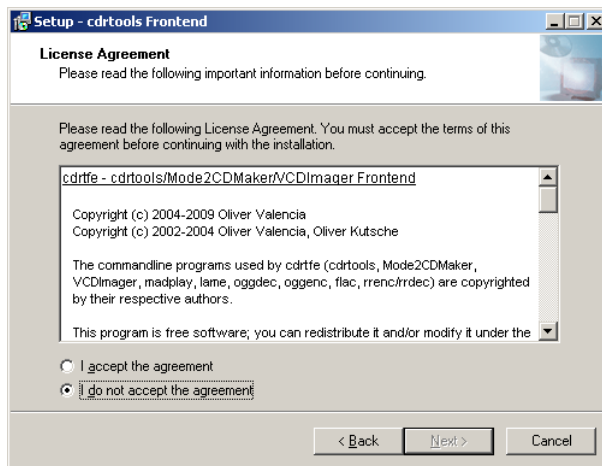 Setup - cdrtools Frontend
License Agreement
Please read the following important information before continuing.
Please read the following License Agreement. You must accept the terms of this
agreement before continuing with the installation.
cdrtfe - cdrtools/Mode2CDMaker/VCDImager Frontend
Copyright (c) 2004-2009 Oliver Valencia
Copyright (c) 2002-2004 Oliver Valencia, Oliver Kutsche
The commandline programs used by cdrtfe (cdrtools, Mode2CDMaker,
VCDImager, madplay, lame, oggdec, oggenc, flac, rrenc/rrdec) are copyrighted
by their respective authors.
This program is free software; you can redistribute it and/or modify it under the
I accept the agreement
I do not accept the agreement
< Back
Next >
Cancel